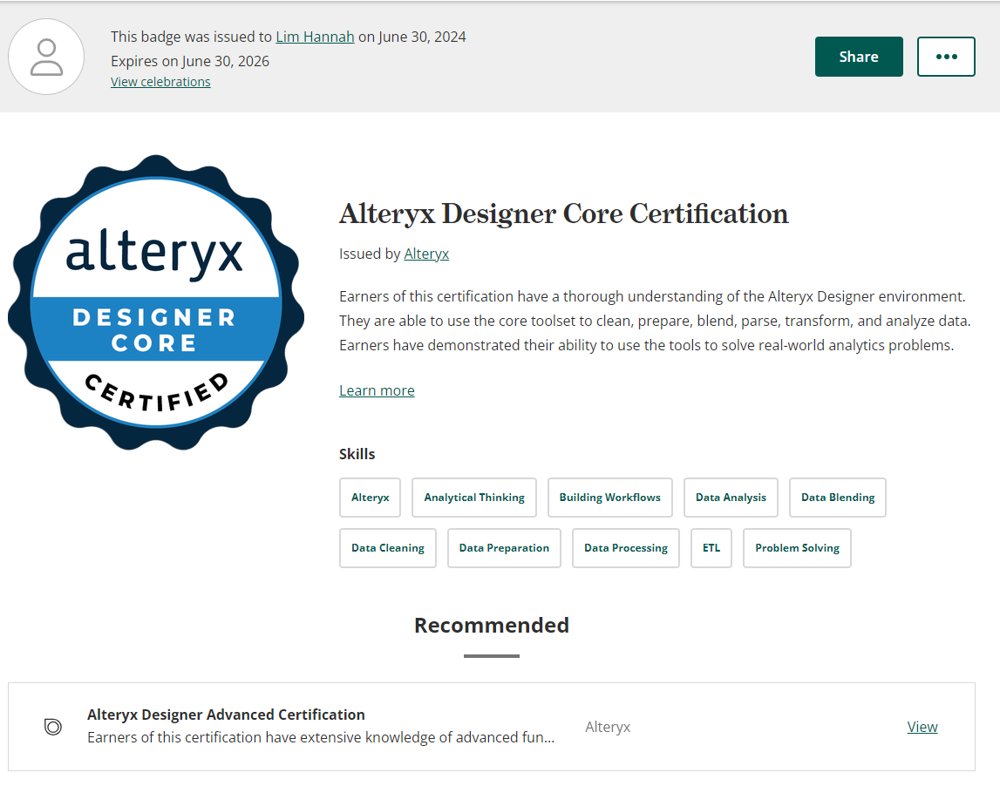 This badge was issued to Lim Hannah on June 30, 2024
Expires on June 30, 2026
View celebrations
Share
alteryx
DESIGNER
CORE
CERTIFIED
Alteryx Designer Core Certification
Issued by Alteryx
Earners of this certification have a thorough understanding of the Alteryx Designer environment.
They are able to use the core toolset to clean, prepare, blend, parse, transform, and analyze data.
Earners have demonstrated their ability to use the tools to solve real-world analytics problems.
Learn more
Skills
Alteryx Analytical Thinking Building Workflows Data Analysis Data Blending
Data Cleaning Data Preparation Data Processing ETL Problem Solving
Recommended
Alteryx Designer Advanced Certification
Earners of this certification have extensive knowledge of advanced fun...
Alteryx
View